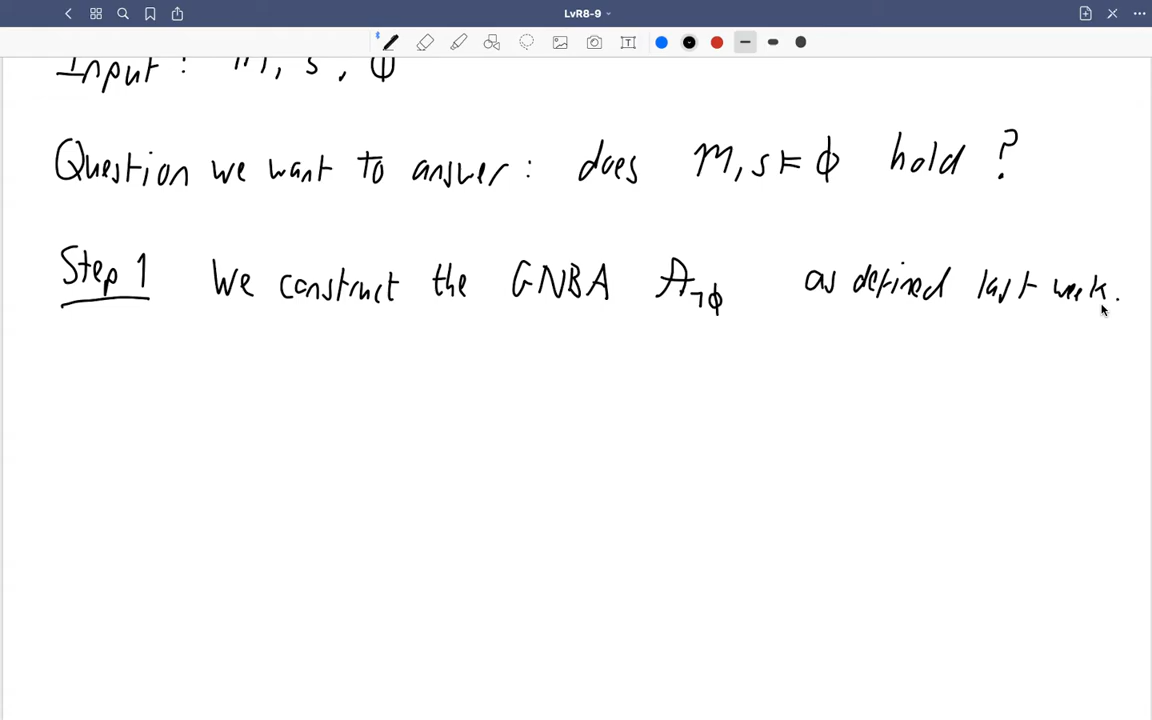 LvR8-9
Input : M, s, ϕ
Question we want to answer : does M, s ⊨ ϕ hold ?
Step 1 We construct the GNBA A¬ϕ as defined last week.